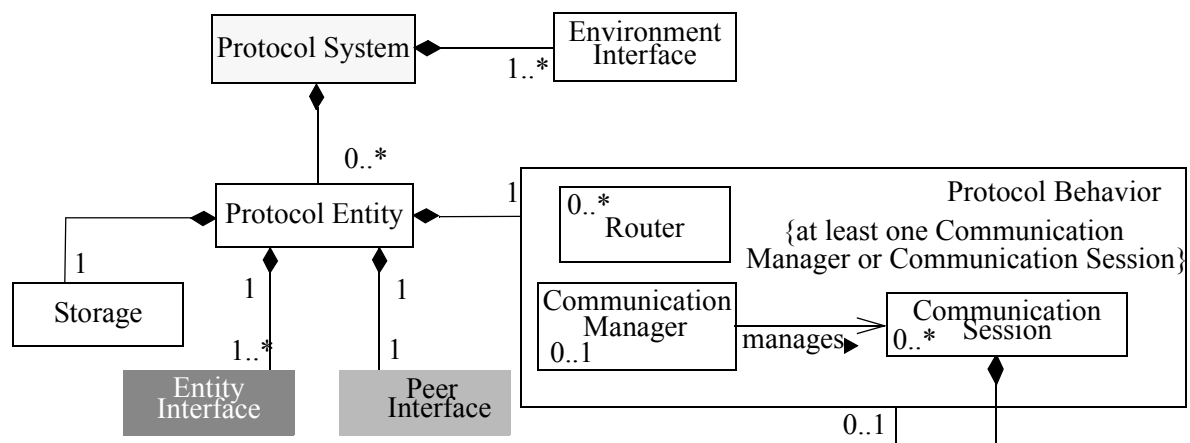 Protocol System
Environment
Interface
1..*
0..*
Protocol Entity
1
Protocol Behavior
0..*
Router
{at least one Communication
Manager or Communication Session}
1
Storage
1
1
1..*
1
Entity
Interface
Peer
Interface
Communication
Manager
0..1
manages
Communication
Session
0..*
0..1